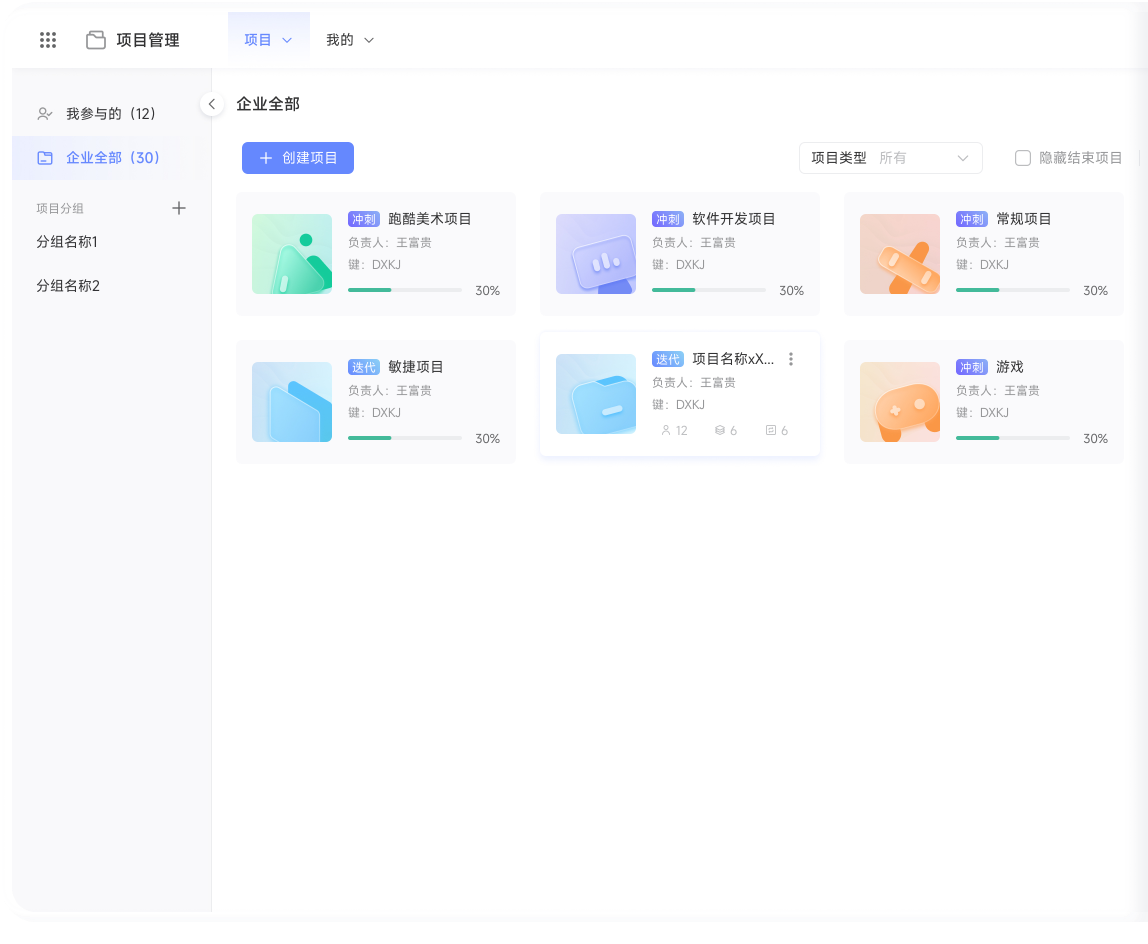 项目管理 项目 我的
我参与的（12）
企业全部（30）
项目分组
分组名称1
分组名称2
企业全部
创建项目 项目类型 所有 隐藏结束项目
冲刺 跑酷美术项目
负责人：王富贵
键：DXKJ
30%
冲刺 软件开发项目
负责人：王富贵
键：DXKJ
30%
冲刺 常规项目
负责人：王富贵
键：DXKJ
30%
迭代 敏捷项目
负责人：王富贵
键：DXKJ
30%
迭代 项目名称xX...
负责人：王富贵
键：DXKJ
12 6 6
冲刺 游戏
负责人：王富贵
键：DXKJ
30%